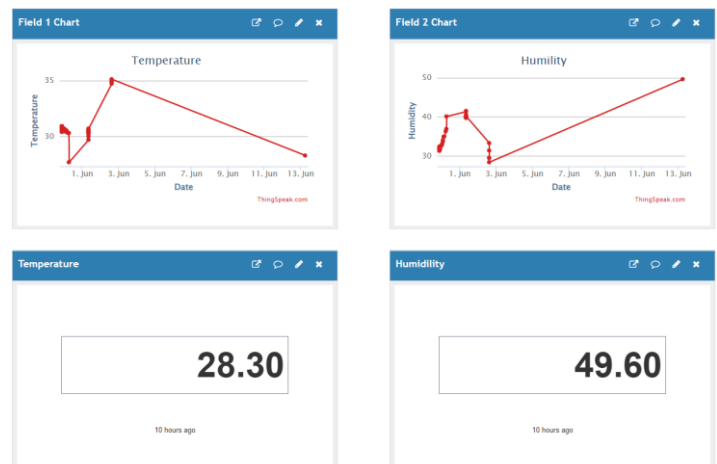 Field 1 Chart
Temperature
35
30
Temperature
1. Jun 3. Jun 5. Jun 7. Jun 9. Jun 11. Jun 13. Jun
Date
ThingSpeak.com
Field 2 Chart
Humility
50
40
30
Humidity
1. Jun 3. Jun 5. Jun 7. Jun 9. Jun 11. Jun 13. Jun
Date
ThingSpeak.com
Temperature
28.30
10 hours ago
Humidility
49.60
10 hours ago